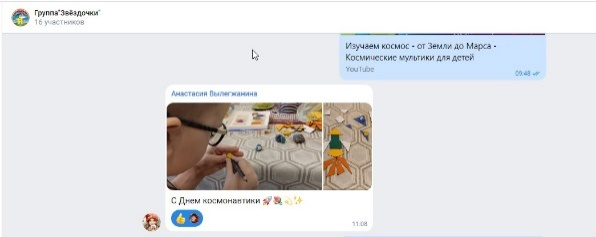 Группа"Звёздочки"
16 участников
Изучаем космос - от Земли до Марса -
Космические мультики для детей
YouTube
09:48
Анастасия Вылегжанина
С Днем космонавтики 🚀
11:08